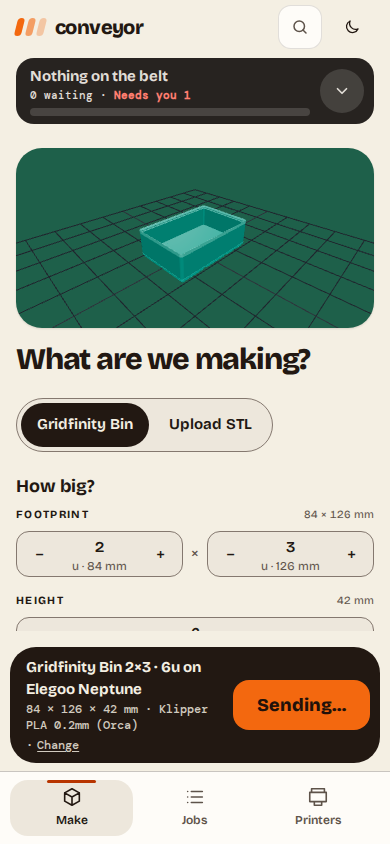 conveyor
Nothing on the belt
0 waiting · Needs you 1
What are we making?
Gridfinity Bin
Upload STL
How big?
FOOTPRINT
84 × 126 mm
− 2 +
u · 84 mm
×
− 3 +
u · 126 mm
HEIGHT
42 mm
Gridfinity Bin 2×3 · 6u on
Elegoo Neptune
84 × 126 × 42 mm · Klipper
PLA 0.2mm (Orca)
· Change
Sending...
Make
Jobs
Printers